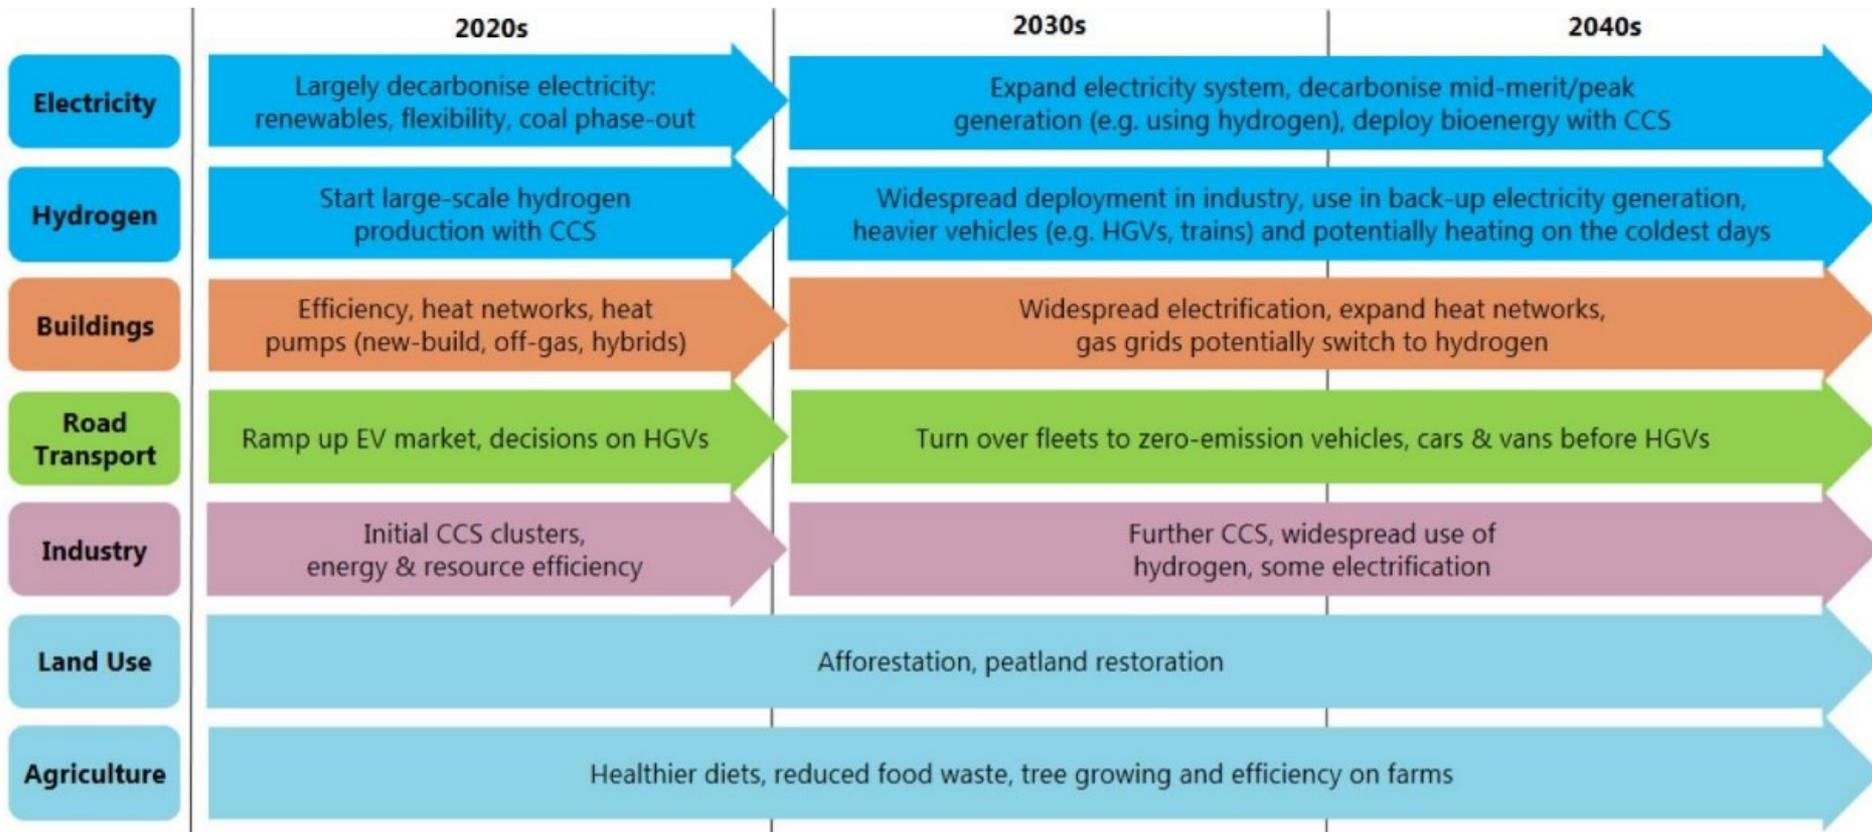 2020s
2030s
2040s
Electricity
Largely decarbonise electricity:
renewables, flexibility, coal phase-out
Expand electricity system, decarbonise mid-merit/peak
generation (e.g. using hydrogen), deploy bioenergy with CCS
Hydrogen
Start large-scale hydrogen
production with CCS
Widespread deployment in industry, use in back-up electricity generation,
heavier vehicles (e.g. HGVs, trains) and potentially heating on the coldest days
Buildings
Efficiency, heat networks, heat
pumps (new-build, off-gas, hybrids)
Widespread electrification, expand heat networks,
gas grids potentially switch to hydrogen
Road
Transport
Ramp up EV market, decisions on HGVs
Turn over fleets to zero-emission vehicles, cars & vans before HGVs
Industry
Initial CCS clusters,
energy & resource efficiency
Further CCS, widespread use of
hydrogen, some electrification
Land Use
Afforestation, peatland restoration
Agriculture
Healthier diets, reduced food waste, tree growing and efficiency on farms